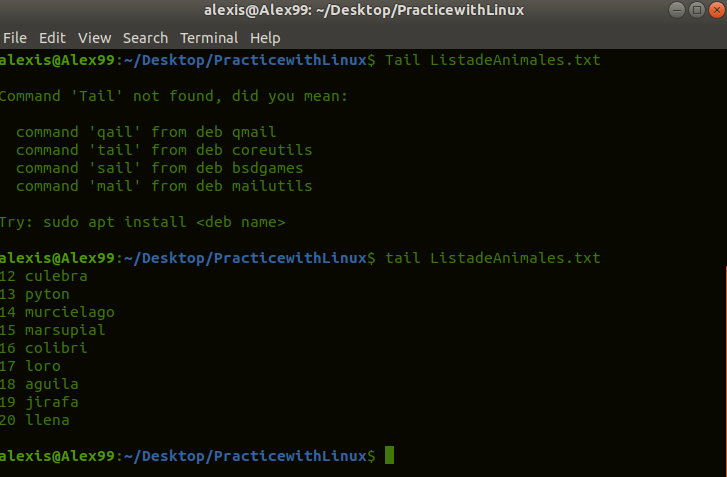 alexis@Alex99: ~/Desktop/PracticewithLinux
File Edit View Search Terminal Help
alexis@Alex99:~/Desktop/PracticewithLinux$ Tail ListadeAnimales.txt
Command 'Tail' not found, did you mean:
command 'qail' from deb qmail
command 'tail' from deb coreutils
command 'sail' from deb bsdgames
command 'mail' from deb mailutils
Try: sudo apt install <deb name>
alexis@Alex99:~/Desktop/PracticewithLinux$ tail ListadeAnimales.txt
12 culebra
13 pyton
14 murcielago
15 marsupial
16 colibri
17 loro
18 aguila
19 jirafa
20 llena
alexis@Alex99:~/Desktop/PracticewithLinux$